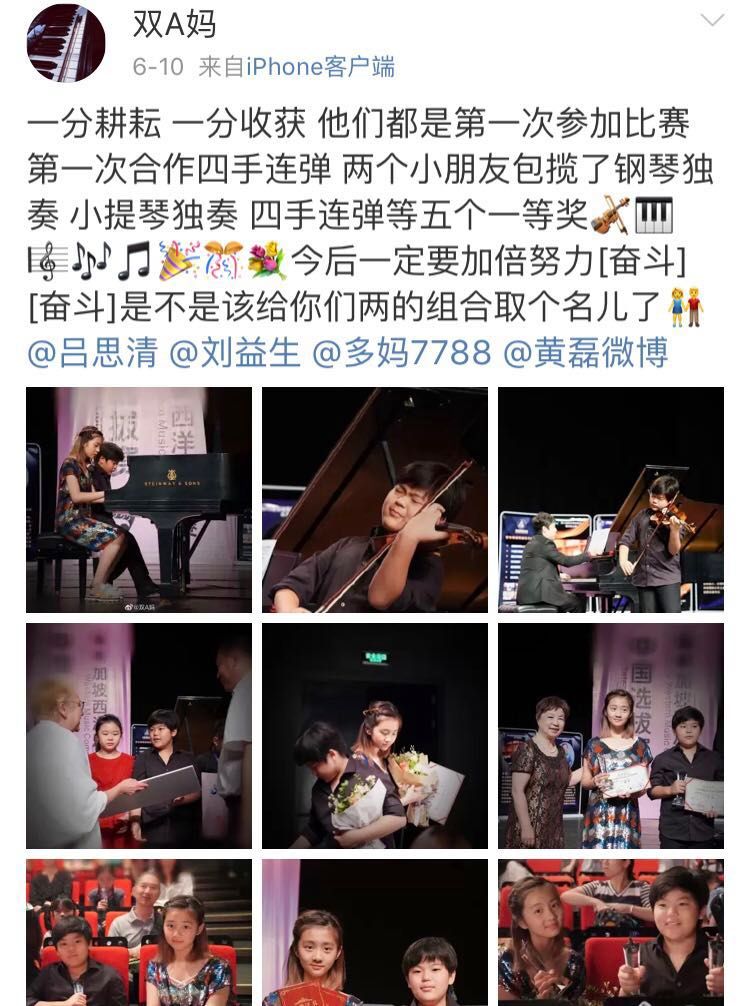 双A妈
6-10 来自iPhone客户端
一分耕耘 一分收获 他们都是第一次参加比赛
第一次合作四手连弹 两个小朋友包揽了钢琴独
奏 小提琴独奏 四手连弹等五个一等奖🎻🎹
🎼🎶🎵🎉🎊💐今后一定要加倍努力[奋斗]
[奋斗]是不是该给你们两的组合取个名儿了👫
@吕思清 @刘益生 @多妈7788 @黄磊微博
西洋
STEINWAY & SONS
@双A妈
加坡西
国选拔
加坡西